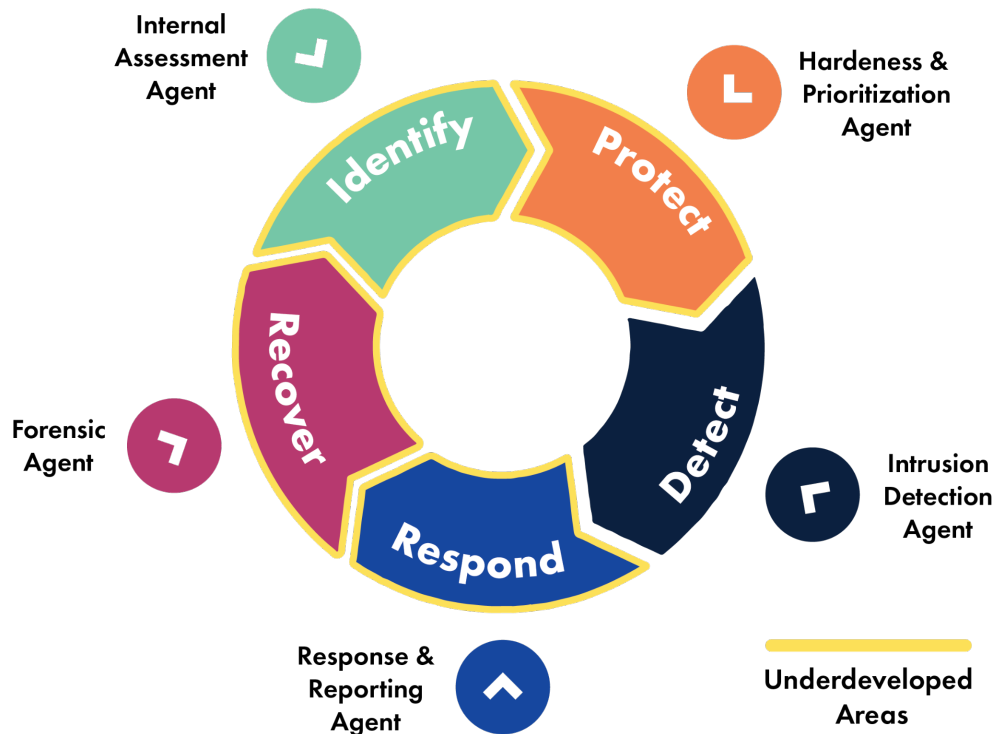 Internal
Assessment
Agent
Hardeness &
Prioritization
Agent
Identify
Protect
Recover
Detect
Forensic
Agent
Intrusion
Detection
Agent
Respond
Response &
Reporting
Agent
Underdeveloped
Areas